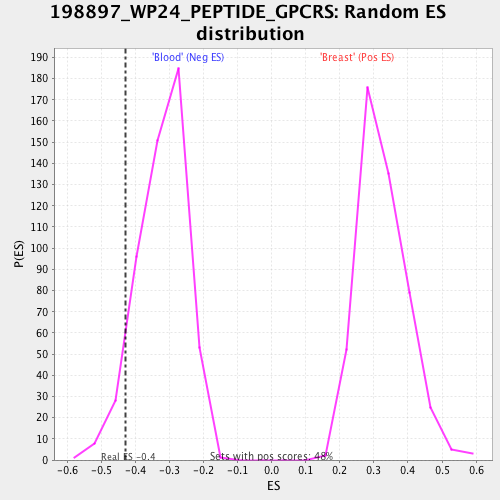 198897_WP24_PEPTIDE_GPCRS: Random ES
distribution
'Blood' (Neg ES) 'Breast' (Pos ES)
190
180
170
160
150
140
130
120
110
100
90
80
70
60
50
40
30
20
10
0
P(ES)
Real ES -0.4 Sets with pos scores: 48%
-0.6 -0.5 -0.4 -0.3 -0.2 -0.1 0.0 0.1 0.2 0.3 0.4 0.5 0.6
ES